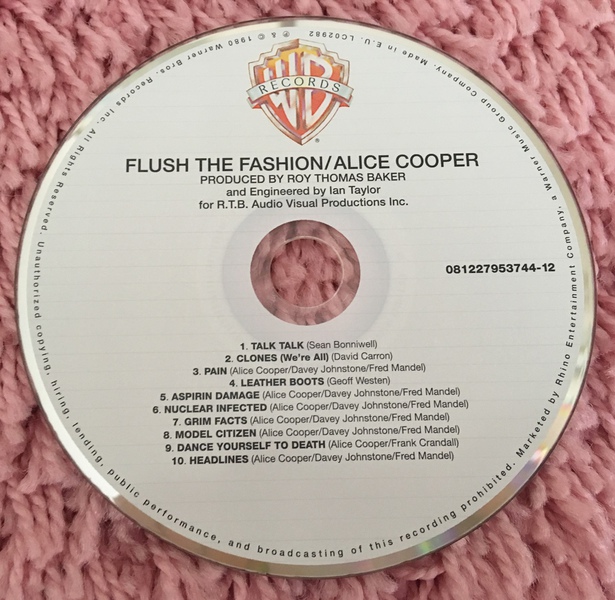 WB
RECORDS
®
FLUSH THE FASHION/ALICE COOPER
PRODUCED BY ROY THOMAS BAKER
and Engineered by Ian Taylor
for R.T.B. Audio Visual Productions Inc.
081227953744-12
1. TALK TALK (Sean Bonniwell)
2. CLONES (We're All) (David Carron)
3. PAIN (Alice Cooper/Davey Johnstone/Fred Mandel)
4. LEATHER BOOTS (Geoff Westen)
5. ASPIRIN DAMAGE (Alice Cooper/Davey Johnstone/Fred Mandel)
6. NUCLEAR INFECTED (Alice Cooper/Davey Johnstone/Fred Mandel)
7. GRIM FACTS (Alice Cooper/Davey Johnstone/Fred Mandel)
8. MODEL CITIZEN (Alice Cooper/Davey Johnstone/Fred Mandel)
9. DANCE YOURSELF TO DEATH (Alice Cooper/Frank Crandall)
10. HEADLINES (Alice Cooper/Davey Johnstone/Fred Mandel)
℗ & © 1980 Warner Bros. Records Inc. All Rights Reserved. Unauthorized copying, hiring, lending, public performance, and broadcasting of this recording prohibited. Marketed by Rhino Entertainment Company, a Warner Music Group Company. Made in E.U. LC02982